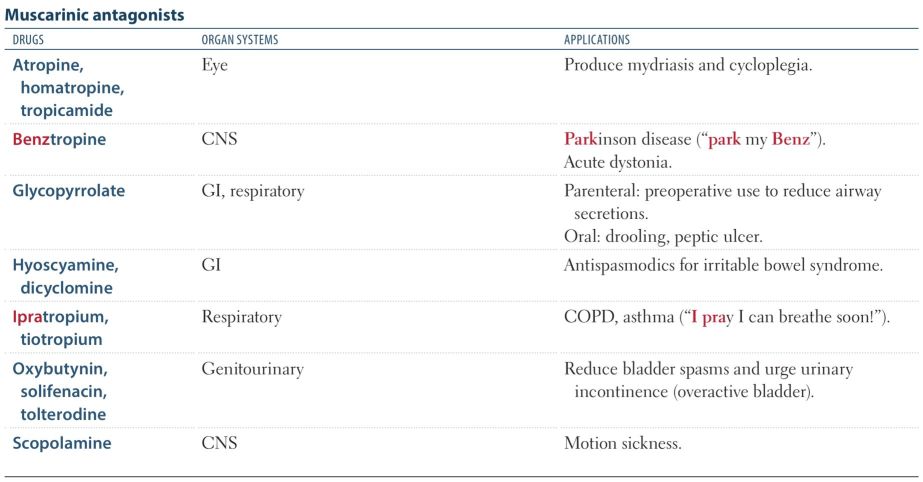 Muscarinic antagonists
DRUGS ORGAN SYSTEMS APPLICATIONS
Atropine, Eye Produce mydriasis and cycloplegia.
homatropine,
tropicamide
Benztropine CNS Parkinson disease (“park my Benz”).
Acute dystonia.
Glycopyrrolate GI, respiratory Parenteral: preoperative use to reduce airway
secretions.
Oral: drooling, peptic ulcer.
Hyoscyamine, GI Antispasmodics for irritable bowel syndrome.
dicyclomine
Ipratropium, Respiratory COPD, asthma (“I pray I can breathe soon!”).
tiotropium
Oxybutynin, Genitourinary Reduce bladder spasms and urge urinary
solifenacin, incontinence (overactive bladder).
tolterodine
Scopolamine CNS Motion sickness.